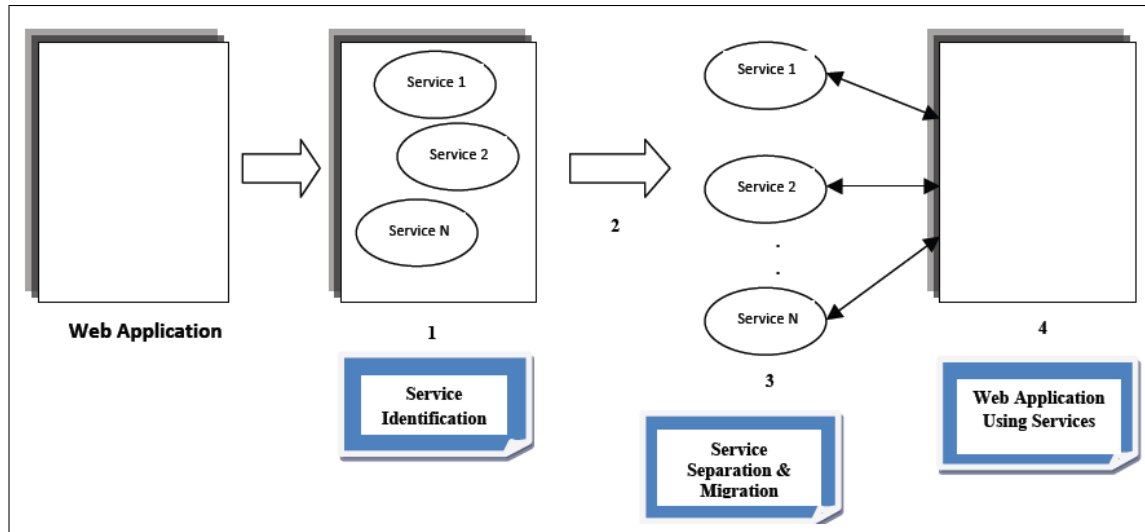 Web Application
Service 1
Service 2
Service N
1
Service
Identification
2
Service 1
Service 2
.
.
Service N
3
Service
Separation &
Migration
4
Web Application
Using Services